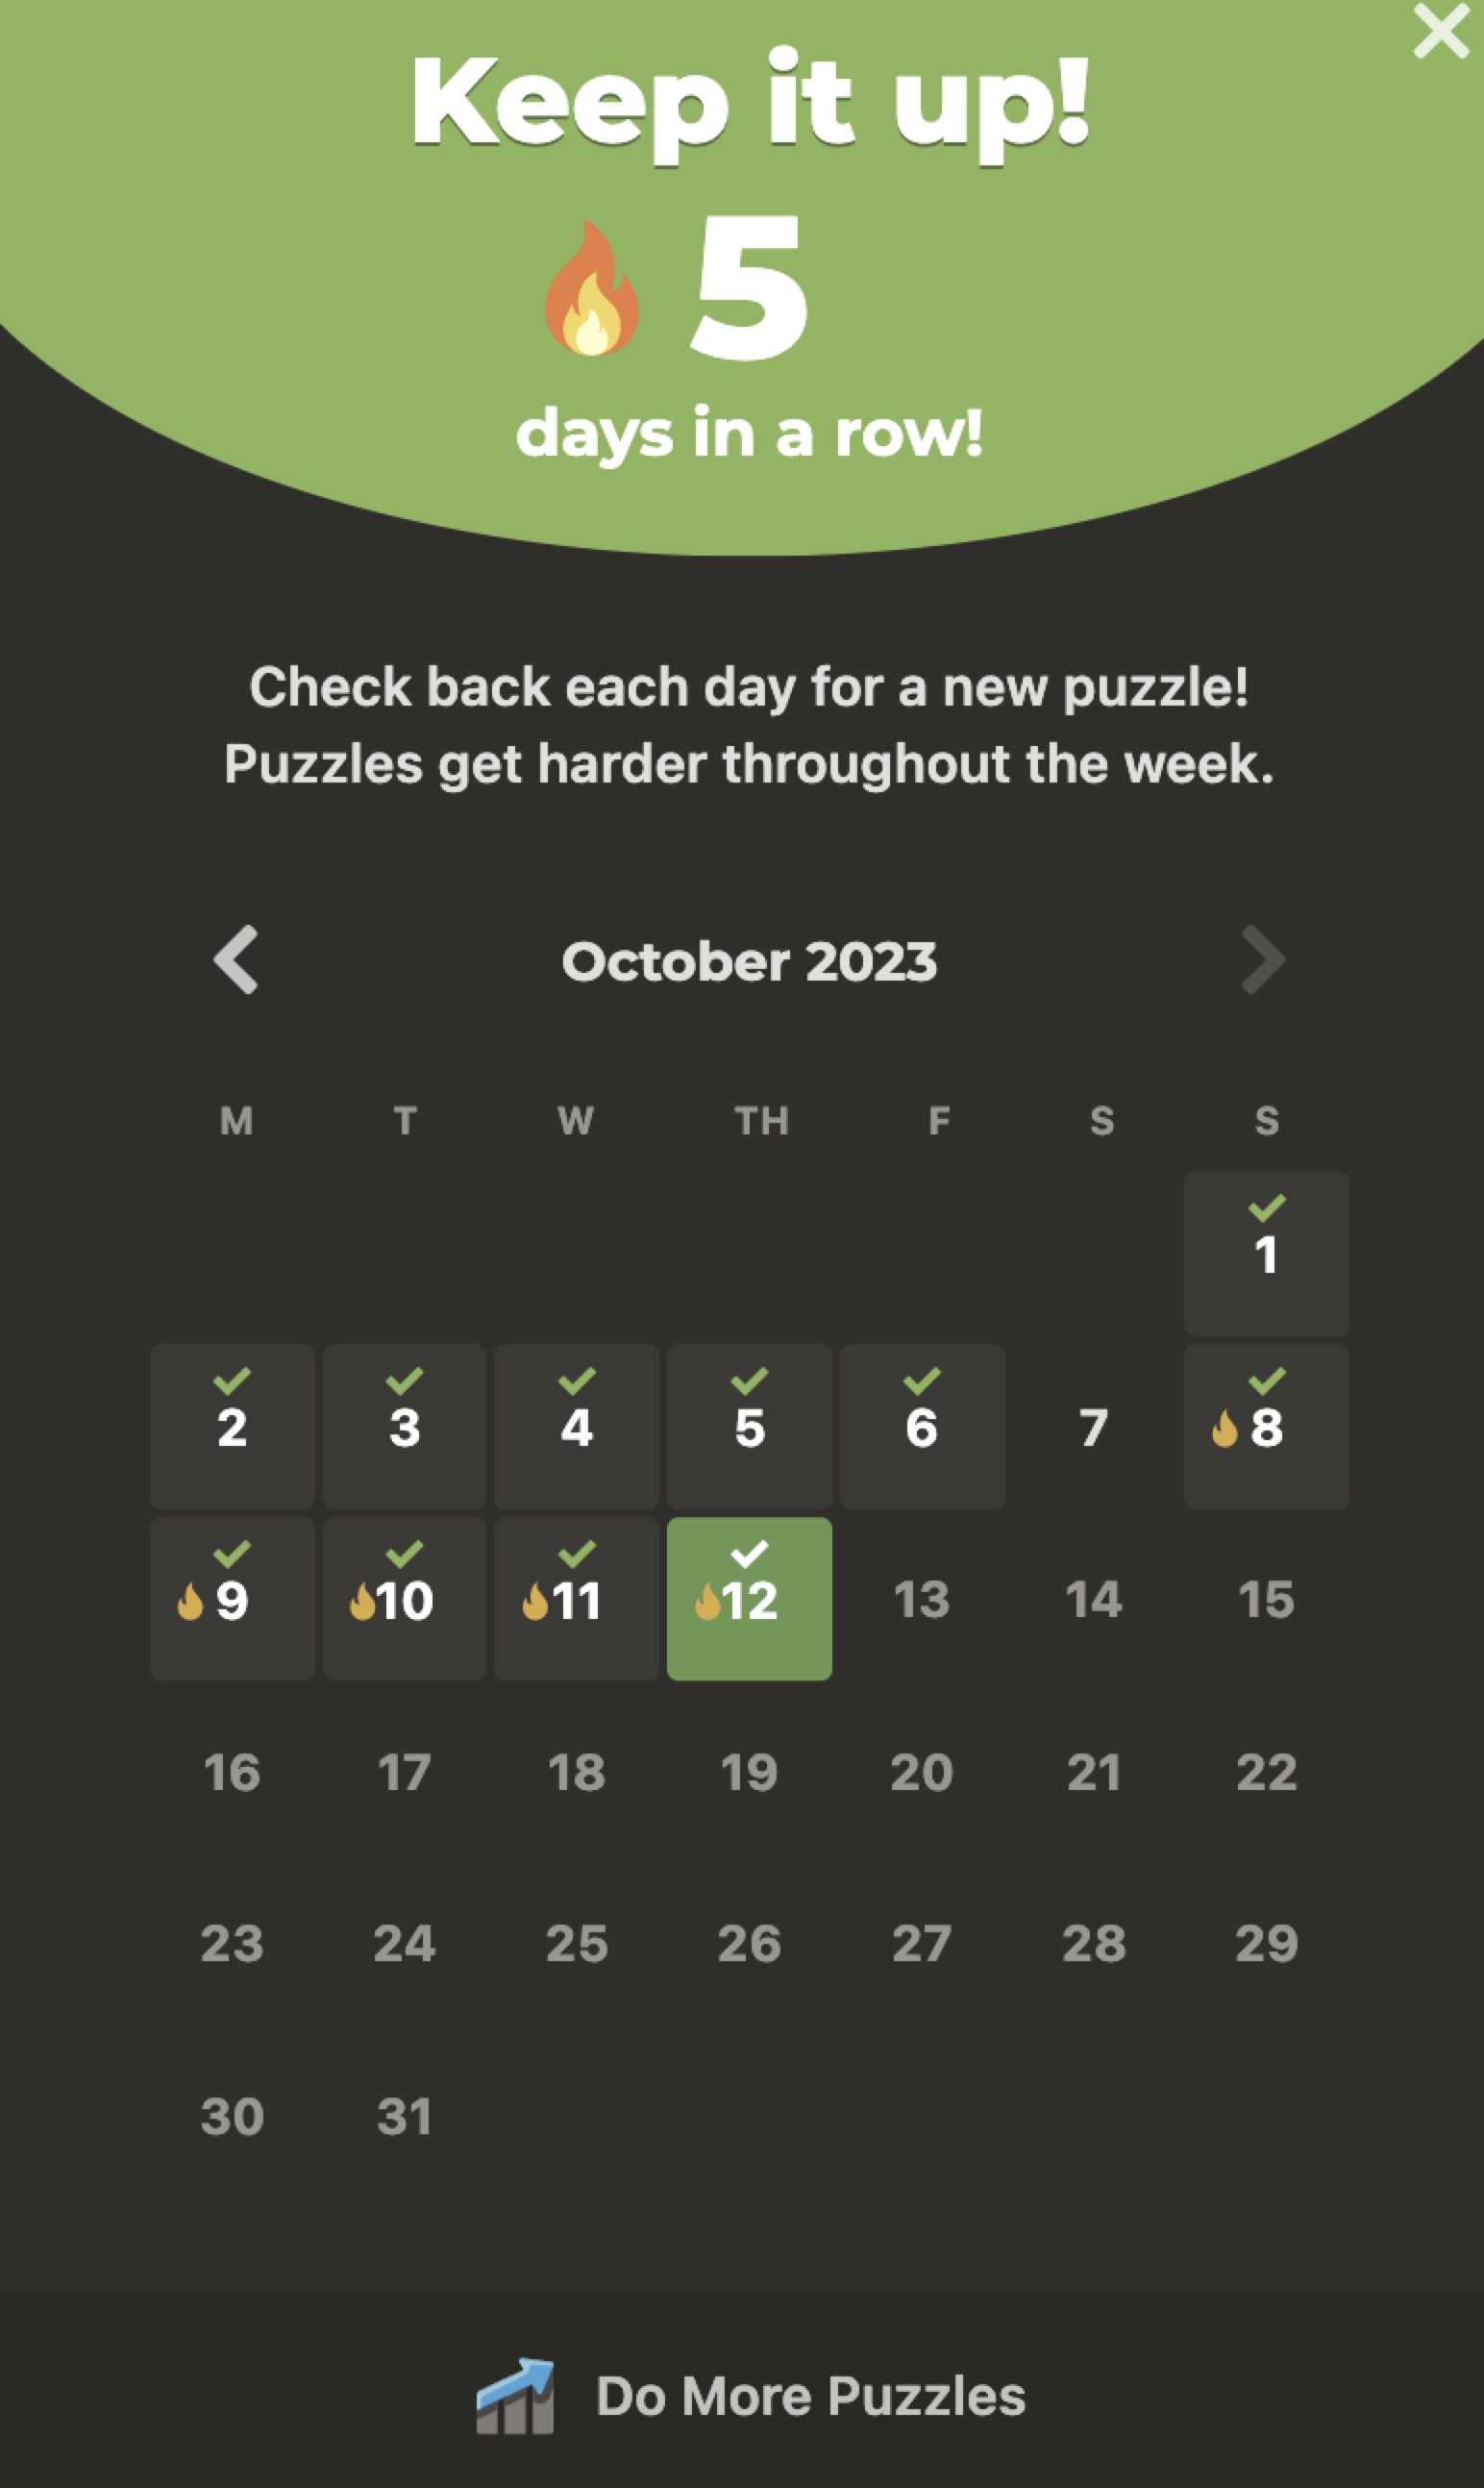 Keep it up!
5
days in a row!
Check back each day for a new puzzle!
Puzzles get harder throughout the week.
October 2023
M T W TH F S S
1
2 3 4 5 6 7 8
9 10 11 12 13 14 15
16 17 18 19 20 21 22
23 24 25 26 27 28 29
30 31
Do More Puzzles